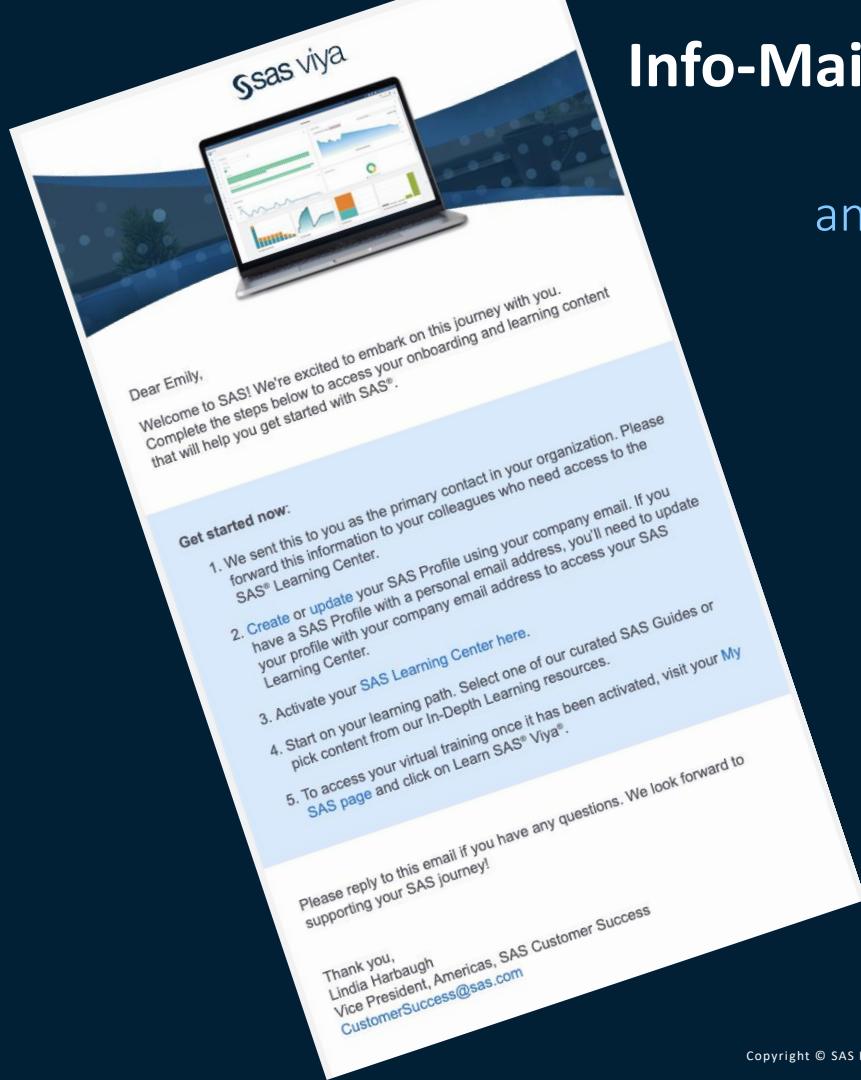 Ssas viya
Info-Mai
an
Dear Emily,
Welcome to SAS! We're excited to embark on this journey with you.
Complete the steps below to access your onboarding and learning content
that will help you get started with SAS®.
Get started now:
1. We sent this to you as the primary contact in your organization. Please
forward this information to your colleagues who need access to the
SAS® Learning Center.
2. Create or update your SAS Profile using your company email. If you
have a SAS Profile with a personal email address, you'll need to update
your profile with your company email address to access your SAS
Learning Center.
3. Activate your SAS Learning Center here.
4. Start on your learning path. Select one of our curated SAS Guides or
pick content from our In-Depth Learning resources.
5. To access your virtual training once it has been activated, visit your My
SAS page and click on Learn SAS® Viya®.
Please reply to this email if you have any questions. We look forward to
supporting your SAS journey!
Thank you,
Lindia Harbaugh
Vice President, Americas, SAS Customer Success
CustomerSuccess@sas.com
Copyright © SAS